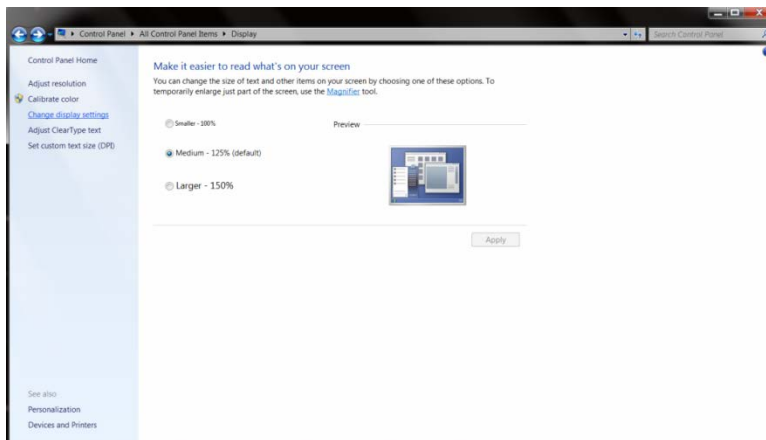 Control Panel ▸ All Control Panel Items ▸ Display
Search Control Panel
Control Panel Home
Adjust resolution
Calibrate color
Change display settings
Adjust ClearType text
Set custom text size (DPI)
Make it easier to read what's on your screen
You can change the size of text and other items on your screen by choosing one of these options. To
temporarily enlarge just part of the screen, use the Magnifier tool.
Smaller - 100%
Preview
Medium - 125% (default)
Larger - 150%
Apply
See also
Personalization
Devices and Printers